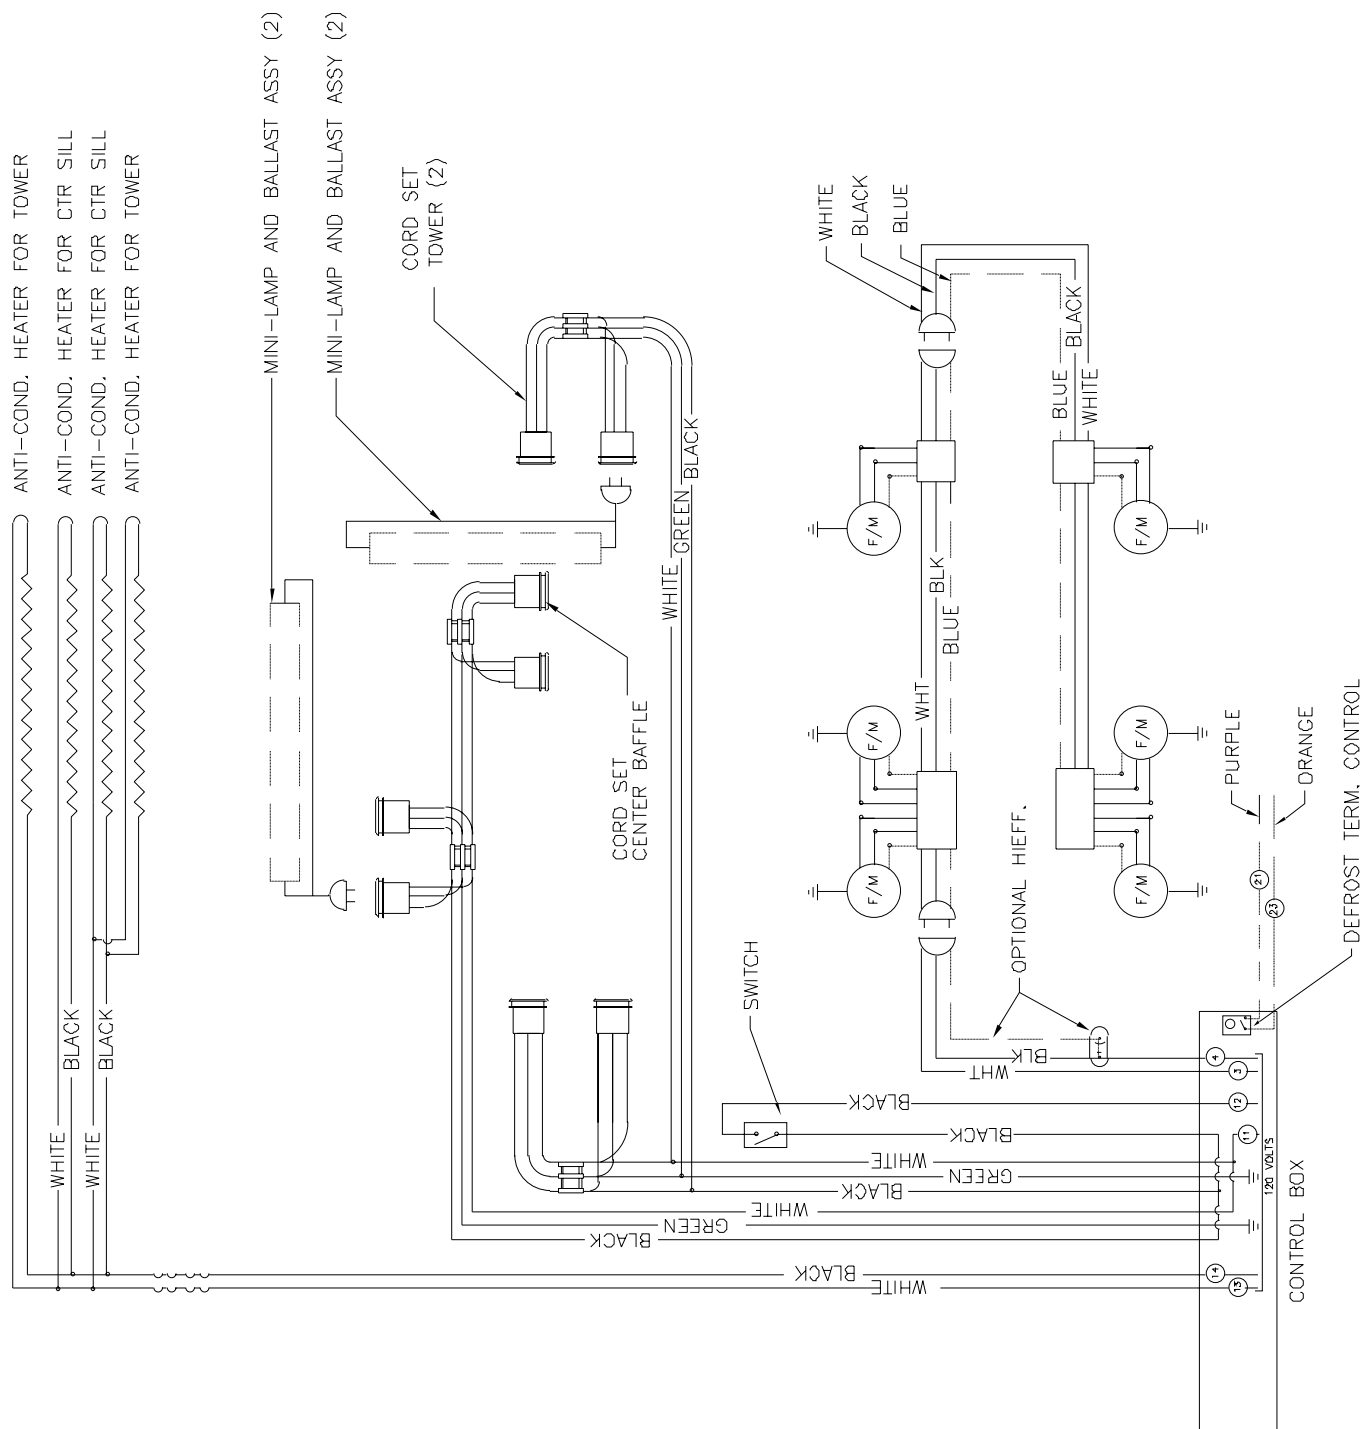 ANTI-COND. HEATER FOR TOWER
ANTI-COND. HEATER FOR CTR SILL
ANTI-COND. HEATER FOR CTR SILL
ANTI-COND. HEATER FOR TOWER
MINI-LAMP AND BALLAST ASSY (2)
MINI-LAMP AND BALLAST ASSY (2)
CORD SET
TOWER (2)
WHITE
BLACK
BLUE
BLACK
WHITE
BLUE
BLACK
GREEN
WHITE
F/M
F/M
BLK
BLUE
WHT
F/M
F/M
F/M
F/M
CORD SET
CENTER BAFFLE
OPTIONAL HIEFF.
PURPLE
ORANGE
DEFROST TERM. CONTROL
21
23
SWITCH
BLACK
BLACK
WHITE
WHITE
BLK
WHT
BLACK
BLACK
WHITE
GREEN
BLACK
WHITE
GREEN
BLACK
BLACK
WHITE
4
3
12
11
14
13
120 VOLTS
CONTROL BOX